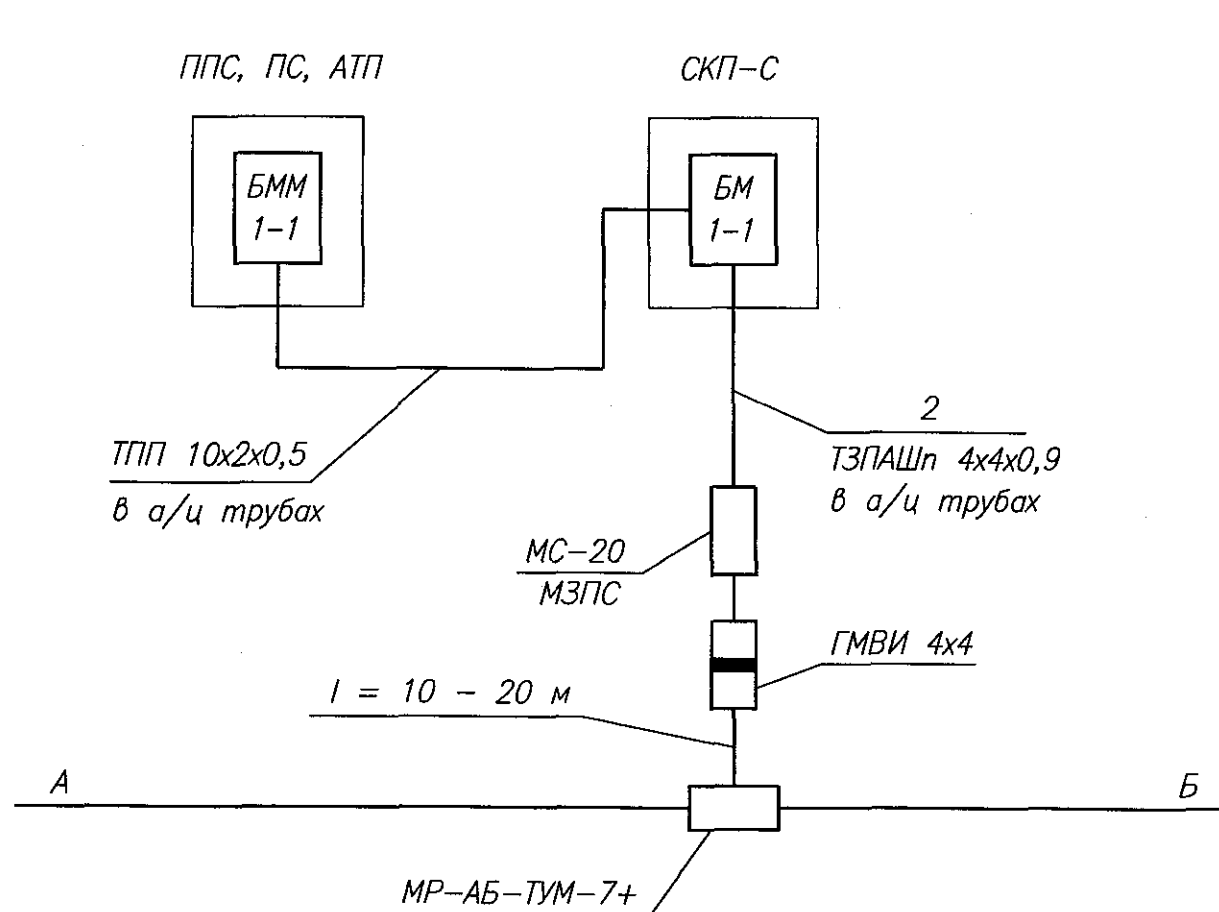 ППС, ПС, АТП
СКП-С
БММ
1-1
БМ
1-1
ТПП 10х2х0,5
в а/ц трубах
2
ТЗПАШп 4х4х0,9
в а/ц трубах
МС-20
МЗПС
ГМВИ 4х4
l = 10 - 20 м
А
Б
МР-АБ-ТУМ-7+